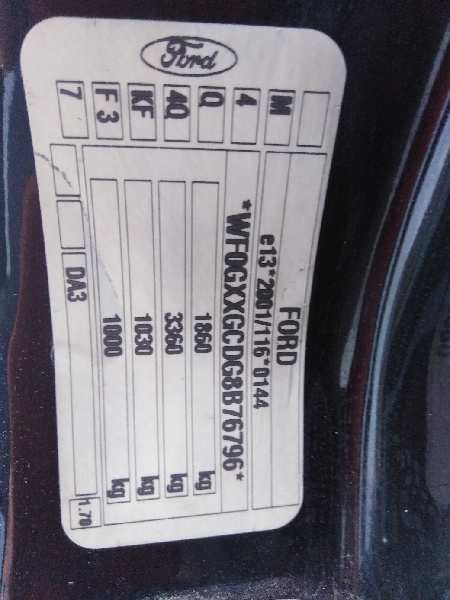 Ford
FORD
e13*2001/116*0144
*WF0GXXGCDG8B76796*
1860 kg
3360 kg
1030 kg
1000 kg
DA3
1.70
M
4
Q
4Q
KF
F 3
7